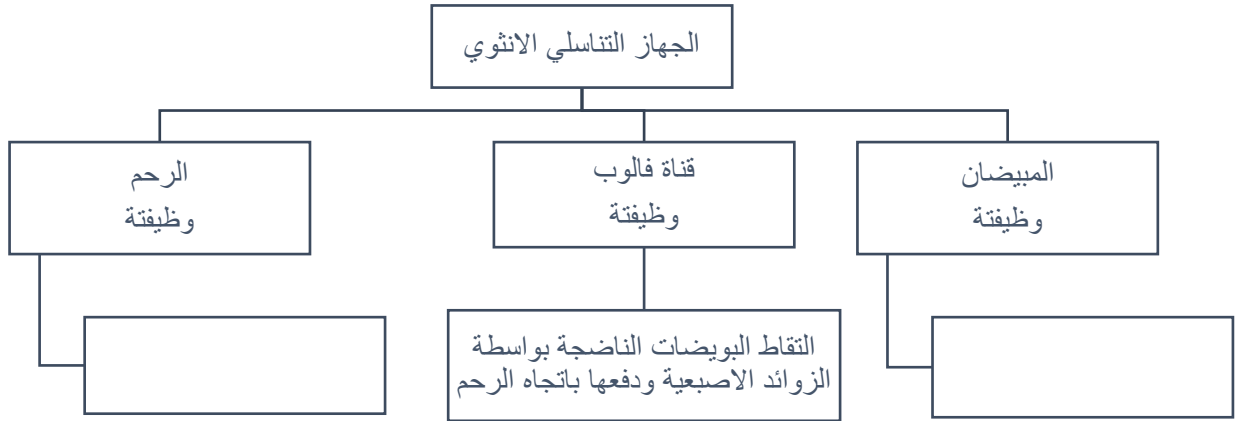 الجهاز التناسلي الانثوي
المبيضان
وظيفتة
قناة فالوب
وظيفتة
الرحم
وظيفتة
التقاط البويضات الناضجة بواسطة
الزوائد الاصبعية ودفعها باتجاه الرحم